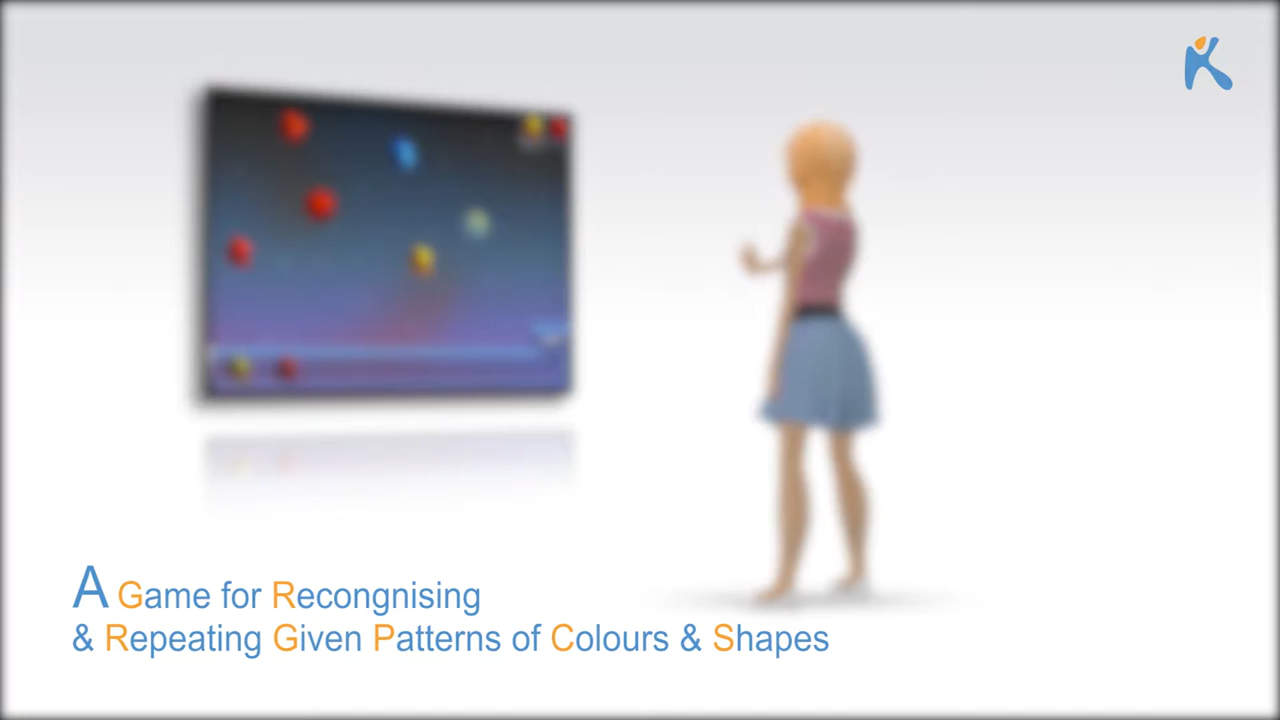 A Game for Recongnising
& Repeating Given Patterns of Colours & Shapes